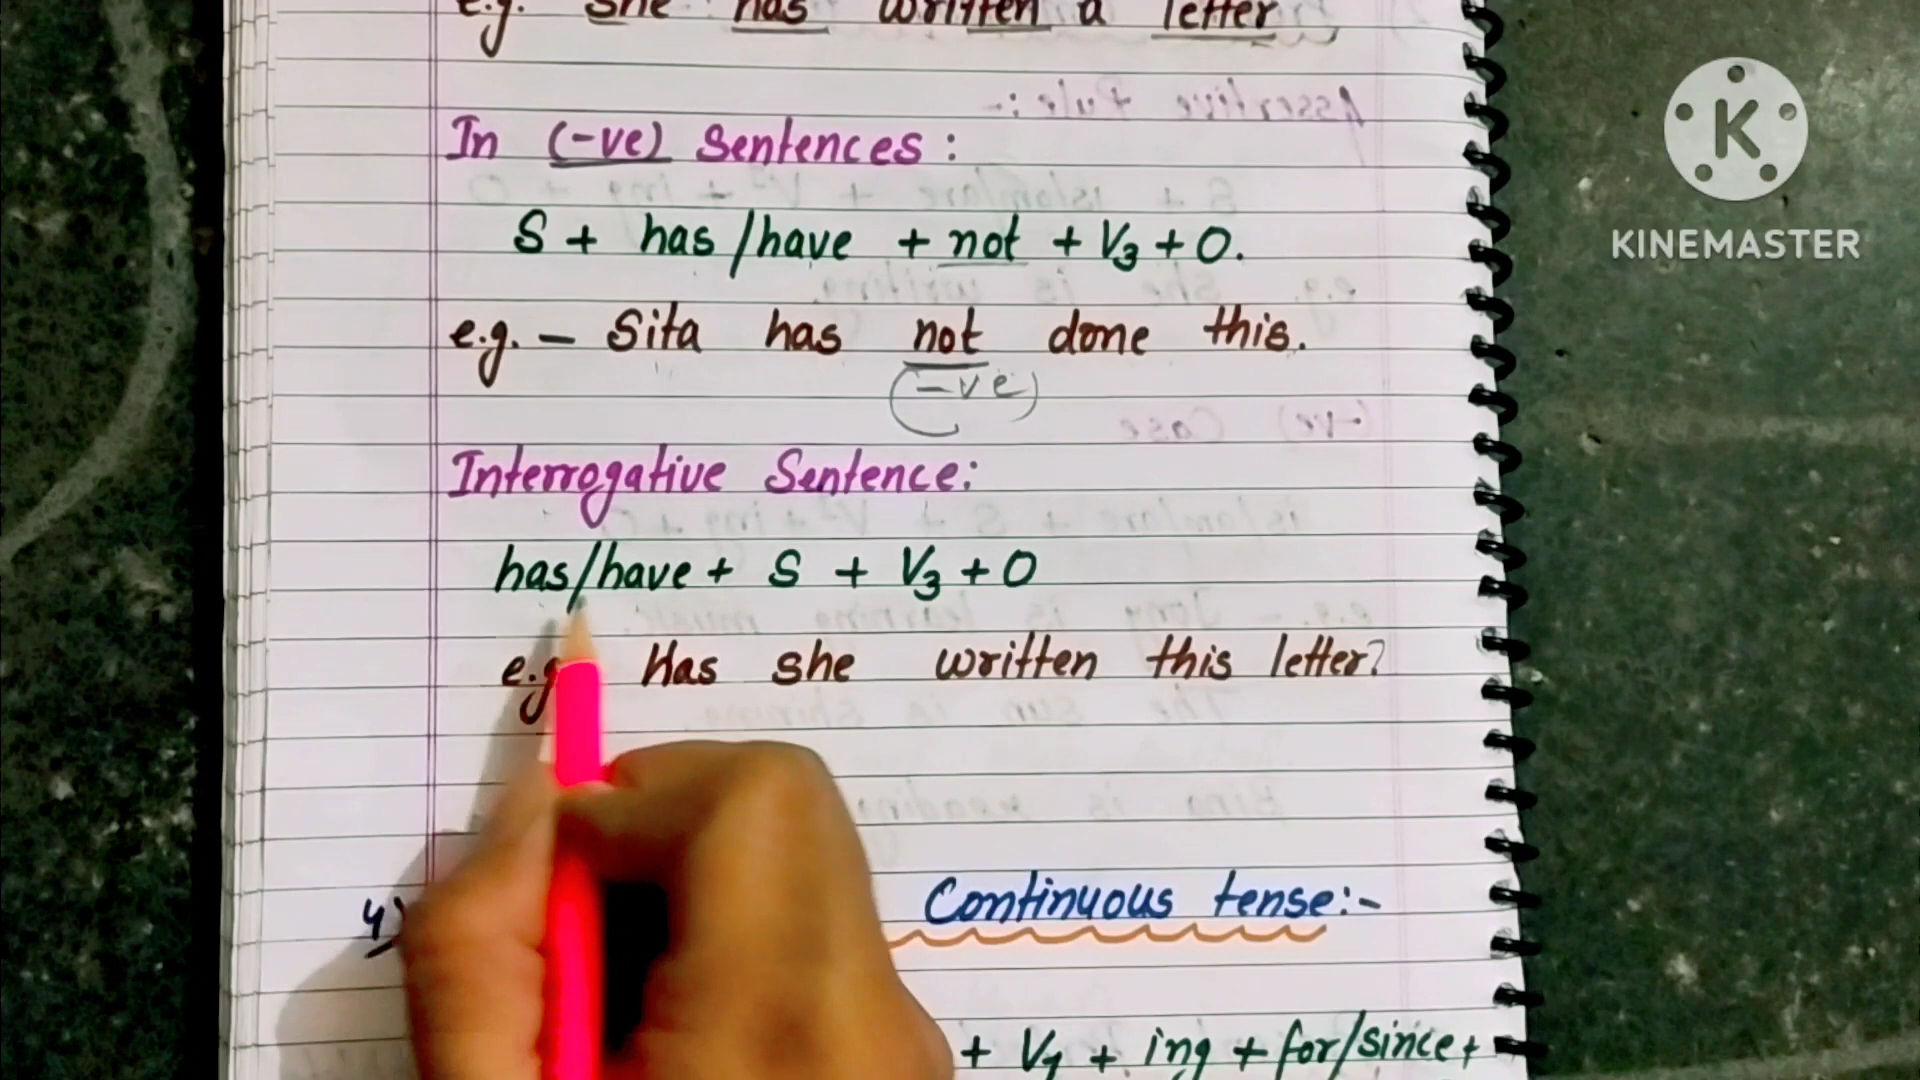 e.g. She has written a letter
In (-ve) Sentences:
S + has/have + not + V3 + O.
e.g. – Sita has not done this.
(-ve)
Interrogative Sentence:
has/have + S + V3 + O
e.g Has she written this letter?
4) Continuous tense:-
+ V1 + ing + for/since +
K
KINEMASTER